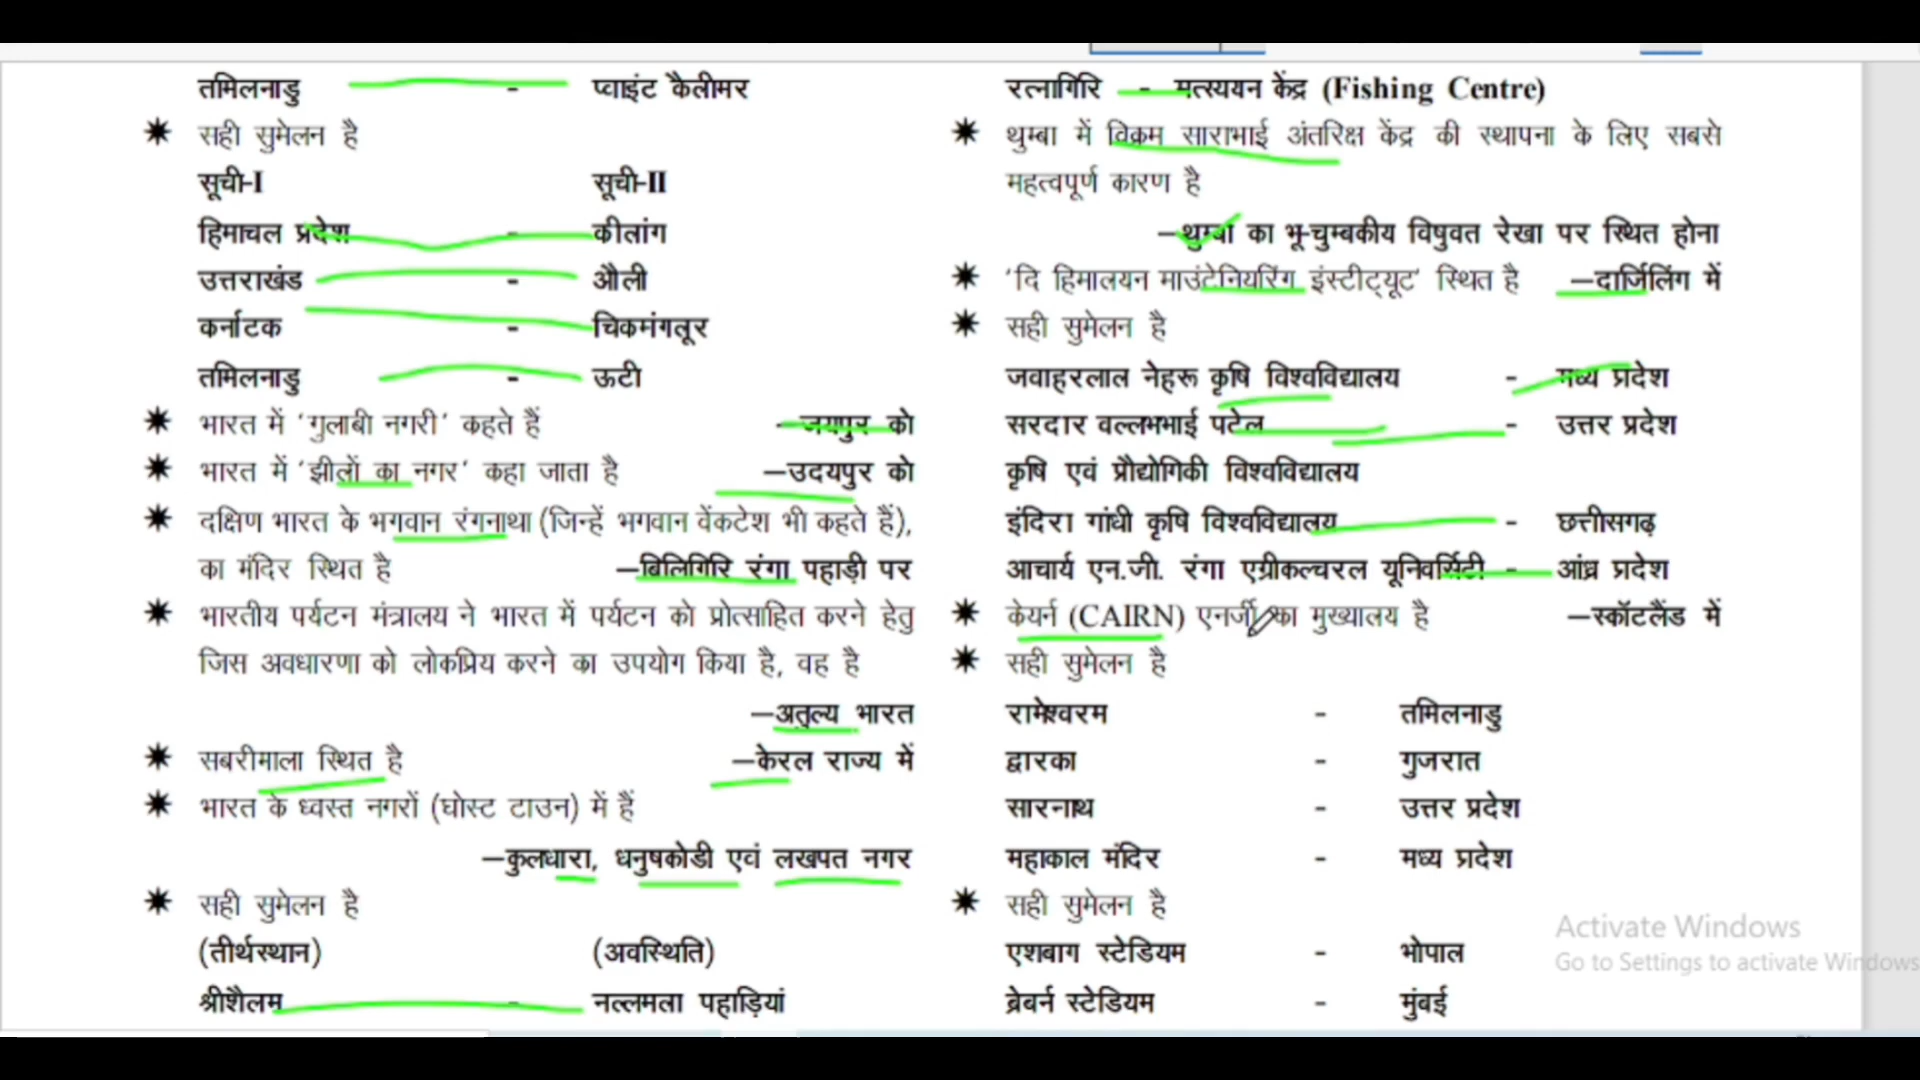 तमिलनाडु - प्वाइंट कैलीमर
✷ सही सुमेलन है
सूची-I सूची-II
हिमाचल प्रदेश - कीलांग
उत्तराखंड - औली
कर्नाटक - चिकमंगलूर
तमिलनाडु - ऊटी
✷ भारत में 'गुलाबी नगरी' कहते हैं -जयपुर को
✷ भारत में 'झीलों का नगर' कहा जाता है –उदयपुर को
✷ दक्षिण भारत के भगवान रंगनाथा (जिन्हें भगवान वेंकटेश भी कहते हैं),
का मंदिर स्थित है –बिलिगिरि रंगा पहाड़ी पर
✷ भारतीय पर्यटन मंत्रालय ने भारत में पर्यटन को प्रोत्साहित करने हेतु
जिस अवधारणा को लोकप्रिय करने का उपयोग किया है, वह है
–अतुल्य भारत
✷ सबरीमाला स्थित है –केरल राज्य में
✷ भारत के ध्वस्त नगरों (घोस्ट टाउन) में हैं
–कुलधारा, धनुषकोडी एवं लखपत नगर
✷ सही सुमेलन है
(तीर्थस्थान) (अवस्थिति)
श्रीशैलम - नल्लमला पहाड़ियां
रत्नागिरि - मत्स्ययन केंद्र (Fishing Centre)
✷ थुम्बा में विक्रम साराभाई अंतरिक्ष केंद्र की स्थापना के लिए सबसे
महत्वपूर्ण कारण है
–थुम्बा का भू-चुम्बकीय विषुवत रेखा पर स्थित होना
✷ 'दि हिमालयन माउंटेनियरिंग इंस्टीट्यूट' स्थित है –दार्जिलिंग में
✷ सही सुमेलन है
जवाहरलाल नेहरू कृषि विश्वविद्यालय - मध्य प्रदेश
सरदार वल्लभभाई पटेल - उत्तर प्रदेश
कृषि एवं प्रौद्योगिकी विश्वविद्यालय
इंदिरा गांधी कृषि विश्वविद्यालय - छत्तीसगढ़
आचार्य एन.जी. रंगा एग्रीकल्चरल यूनिवर्सिटी - आंध्र प्रदेश
✷ केयर्न (CAIRN) एनर्जी का मुख्यालय है –स्कॉटलैंड में
✷ सही सुमेलन है
रामेश्वरम - तमिलनाडु
द्वारका - गुजरात
सारनाथ - उत्तर प्रदेश
महाकाल मंदिर - मध्य प्रदेश
✷ सही सुमेलन है
एशबाग स्टेडियम - भोपाल
ब्रेबर्न स्टेडियम - मुंबई
Activate Windows
Go to Settings to activate Windows